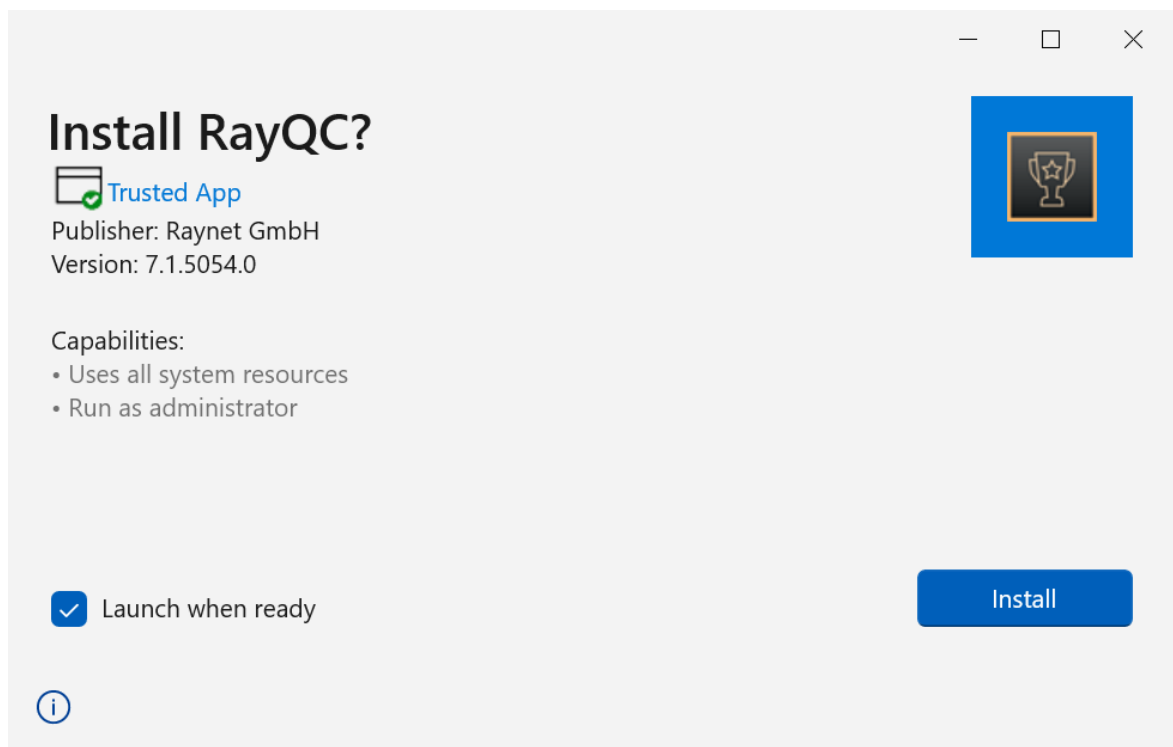 Install RayQC?
Trusted App
Publisher: Raynet GmbH
Version: 7.1.5054.0
Capabilities:
• Uses all system resources
• Run as administrator
Launch when ready
Install